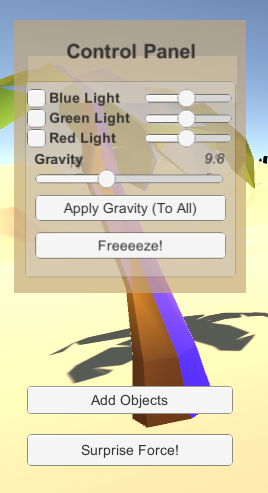 Control Panel
Blue Light
Green Light
Red Light
Gravity 9.8
Apply Gravity (To All)
Freeeeze!
Add Objects
Surprise Force!